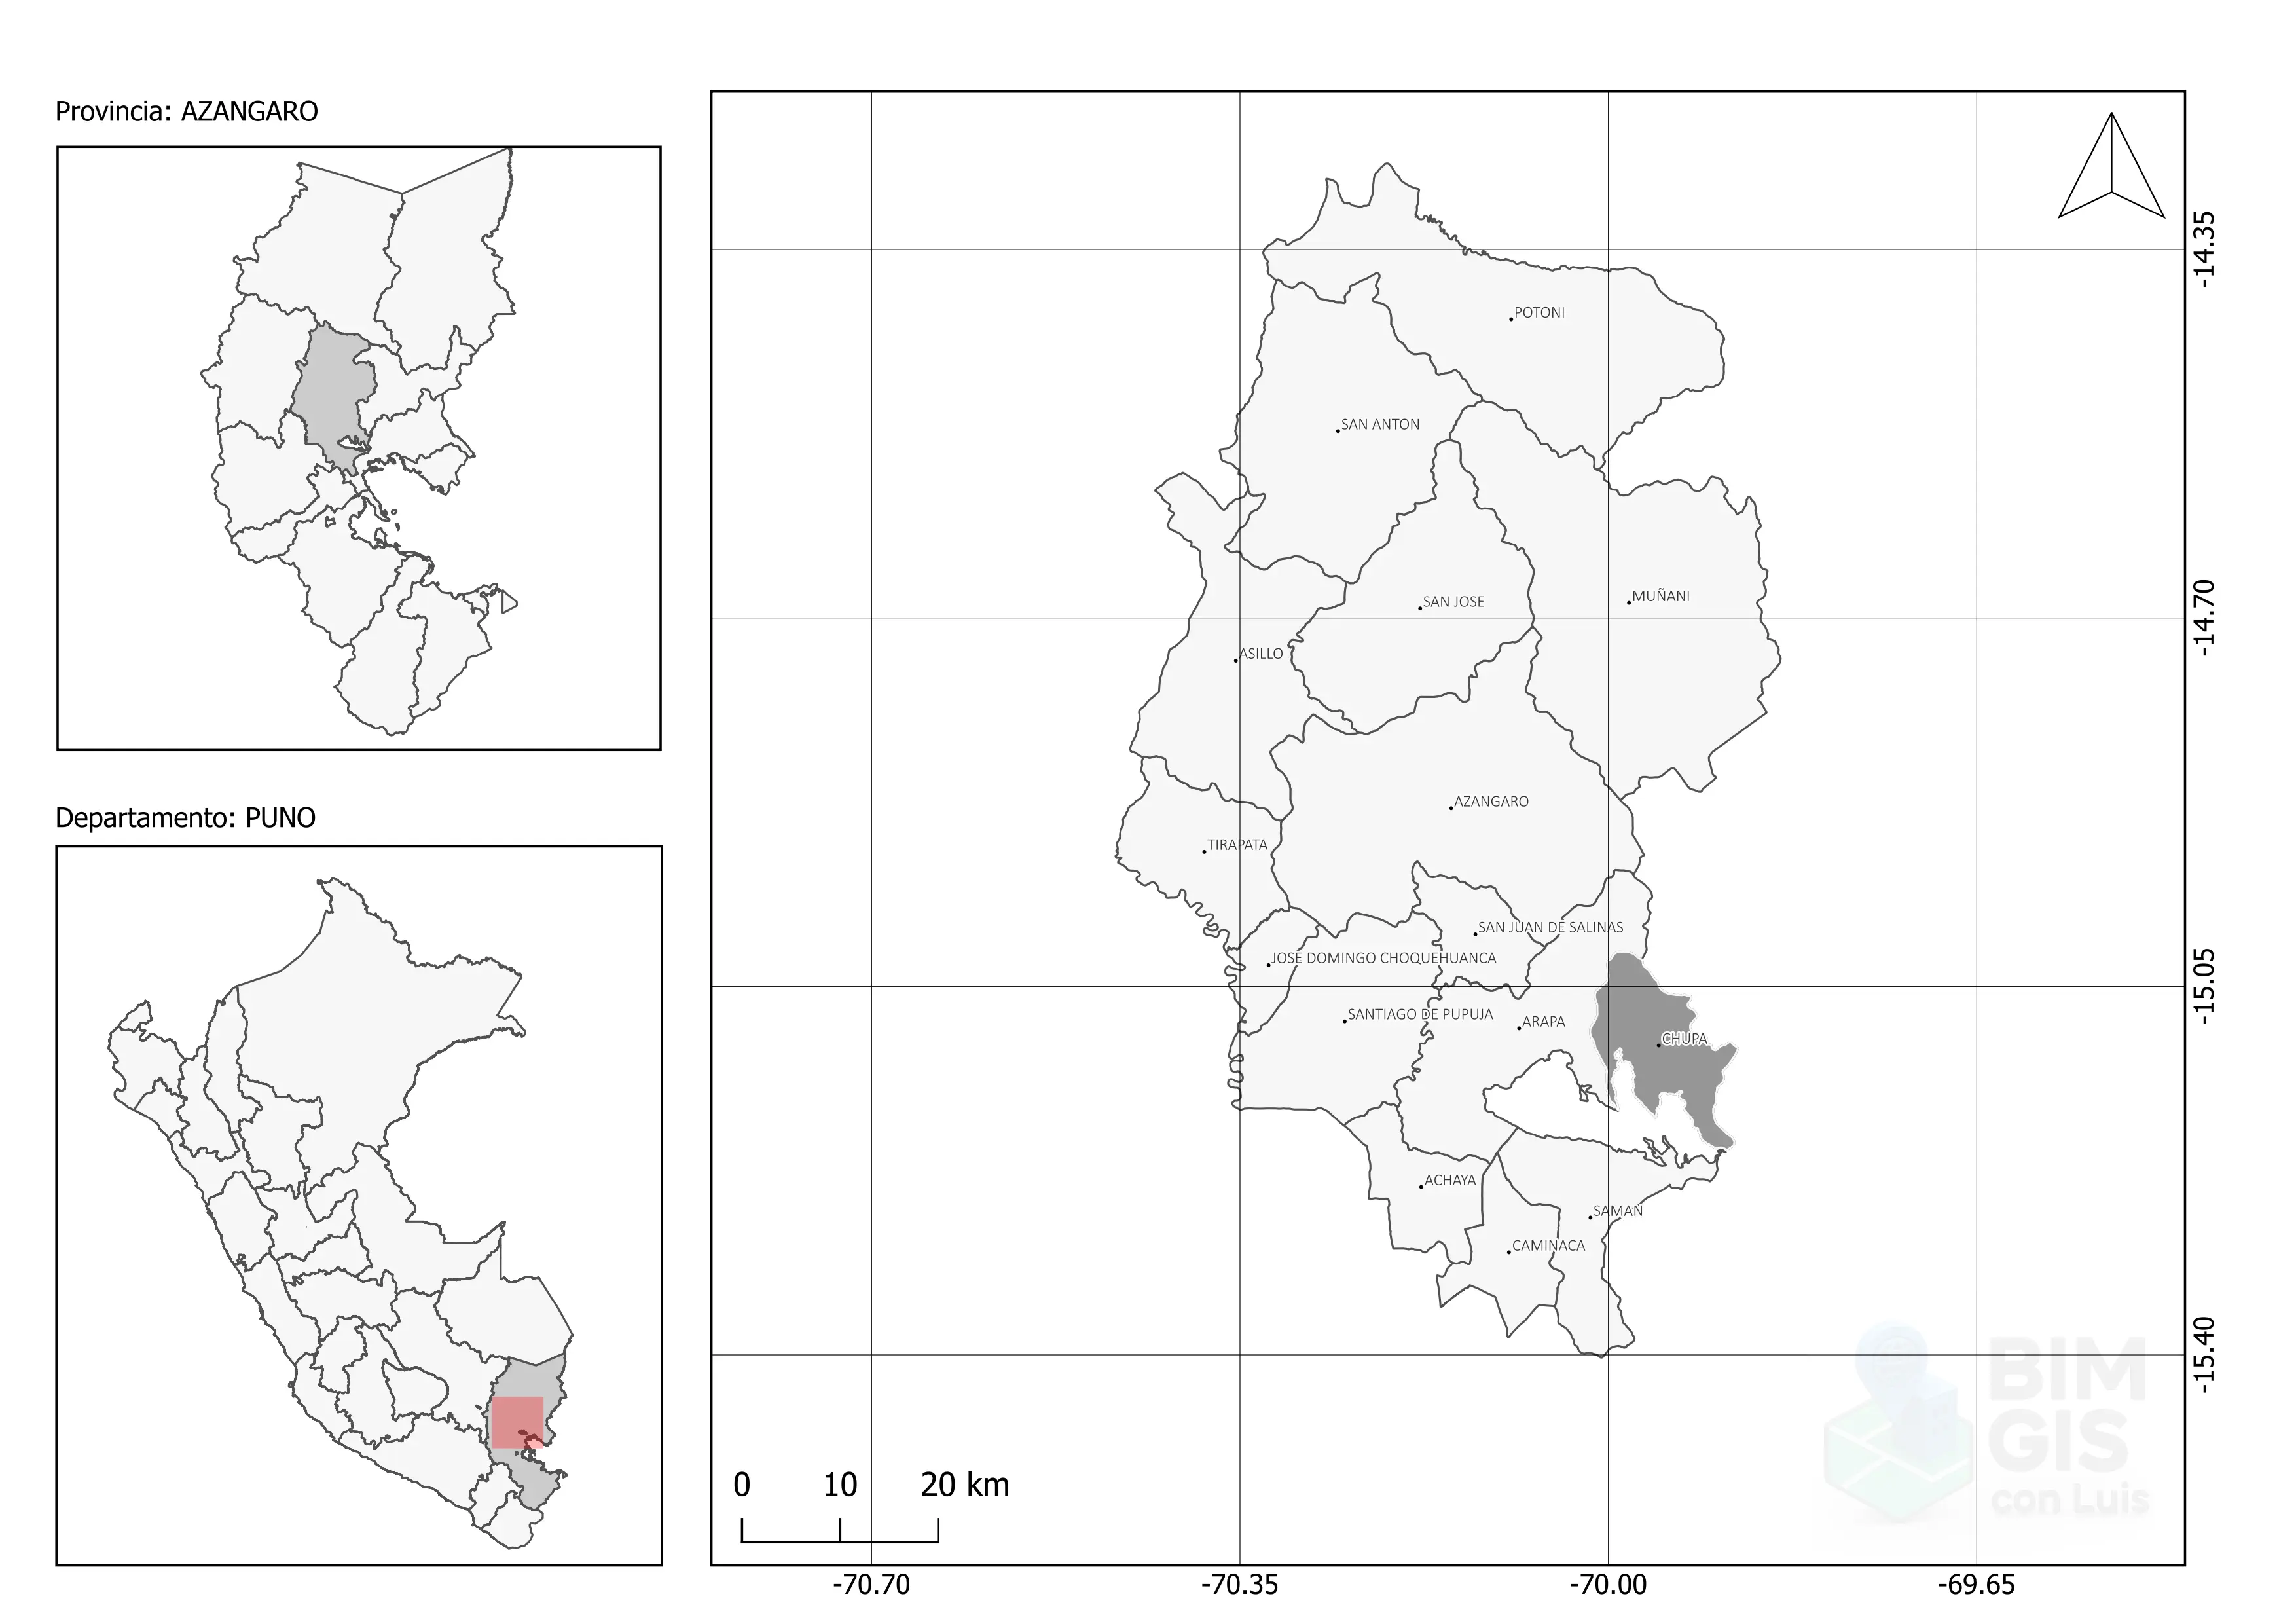 Provincia: AZANGARO
Departamento: PUNO
POTONI
SAN ANTON
SAN JOSE
MUÑANI
ASILLO
AZANGARO
TIRAPATA
SAN JUAN DE SALINAS
JOSE DOMINGO CHOQUEHUANCA
SANTIAGO DE PUPUJA
ARAPA
CHUPA
ACHAYA
SAMAN
CAMINACA
-14.35
-14.70
-15.05
-15.40
0 10 20 km
-70.70 -70.35 -70.00 -69.65
BIM
GIS
con Luis